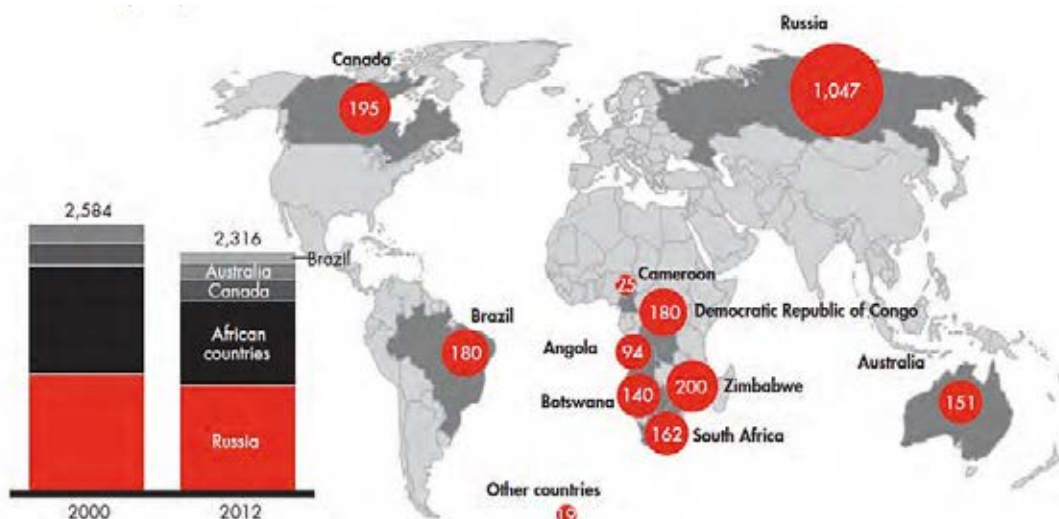 Russia
1,047
Canada
195
2,584
2,316
Brazil
Australia
Canada
African
countries
Russia
2000
2012
Cameroon
25
180
Democratic Republic of Congo
Brazil
180
Angola
94
Botswana
140
200
Zimbabwe
162
South Africa
Australia
151
Other countries
19